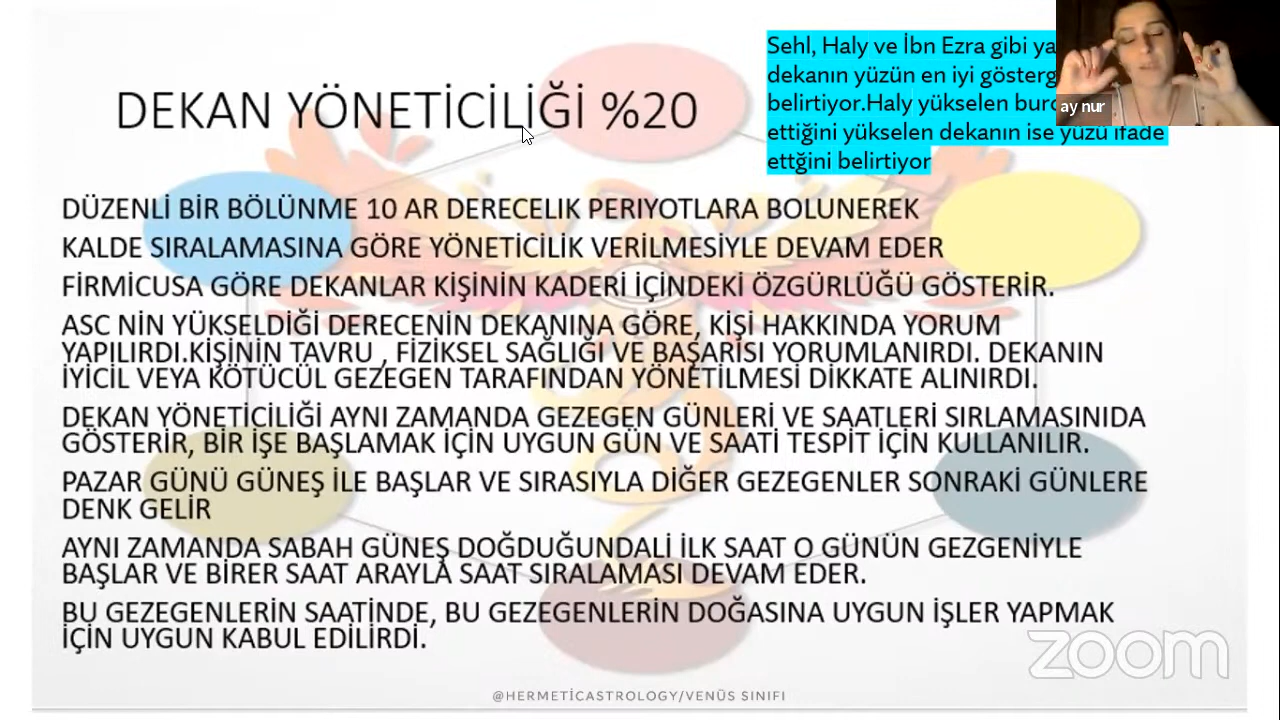 DEKAN YÖNETİCİLİĞİ %20
Sehl, Haly ve İbn Ezra gibi
dekanın yüzün en iyi
belirtiyor.Haly yükselen
ettiğini yükselen dekanın ise yüzü ifade
ettğini belirtiyor
ay nur
DÜZENLİ BİR BÖLÜNME 10 AR DERECELIK PERIYOTLARA BOLUNEREK
KALDE SIRALAMASINA GÖRE YÖNETİCİLİK VERİLMESİYLE DEVAM EDER
FİRMİCUSA GÖRE DEKANLAR KİŞİNİN KADERİ İÇİNDEKİ ÖZGÜRLÜĞÜ GÖSTERİR.
ASC NİN YÜKSELDİĞİ DERECENİN DEKANINA GÖRE, KİŞİ HAKKINDA YORUM
YAPILIRDI.KİŞİNİN TAVRU , FİZİKSEL SAĞLIĞI VE BAŞARISI YORUMLANIRDI. DEKANIN
İYİCİL VEYA KÖTÜCÜL GEZEGEN TARAFINDAN YÖNETİLMESİ DİKKATE ALINIRDI.
DEKAN YÖNETİCİLİĞİ AYNI ZAMANDA GEZEGEN GÜNLERİ VE SAATLERİ SIRLAMASINIDA
GÖSTERİR, BİR İŞE BAŞLAMAK İÇİN UYGUN GÜN VE SAATİ TESPİT İÇİN KULLANILIR.
PAZAR GÜNÜ GÜNEŞ İLE BAŞLAR VE SIRASIYLA DİĞER GEZEGENLER SONRAKİ GÜNLERE
DENK GELİR
AYNI ZAMANDA SABAH GÜNEŞ DOĞDUĞUNDALİ İLK SAAT O GÜNÜN GEZGENİYLE
BAŞLAR VE BİRER SAAT ARAYLA SAAT SIRALAMASI DEVAM EDER.
BU GEZEGENLERİN SAATİNDE, BU GEZEGENLERİN DOĞASINA UYGUN İŞLER YAPMAK
İÇİN UYGUN KABUL EDİLİRDİ.
zoom
@HERMETİCASTROLOGY/VENÜS SINIFI